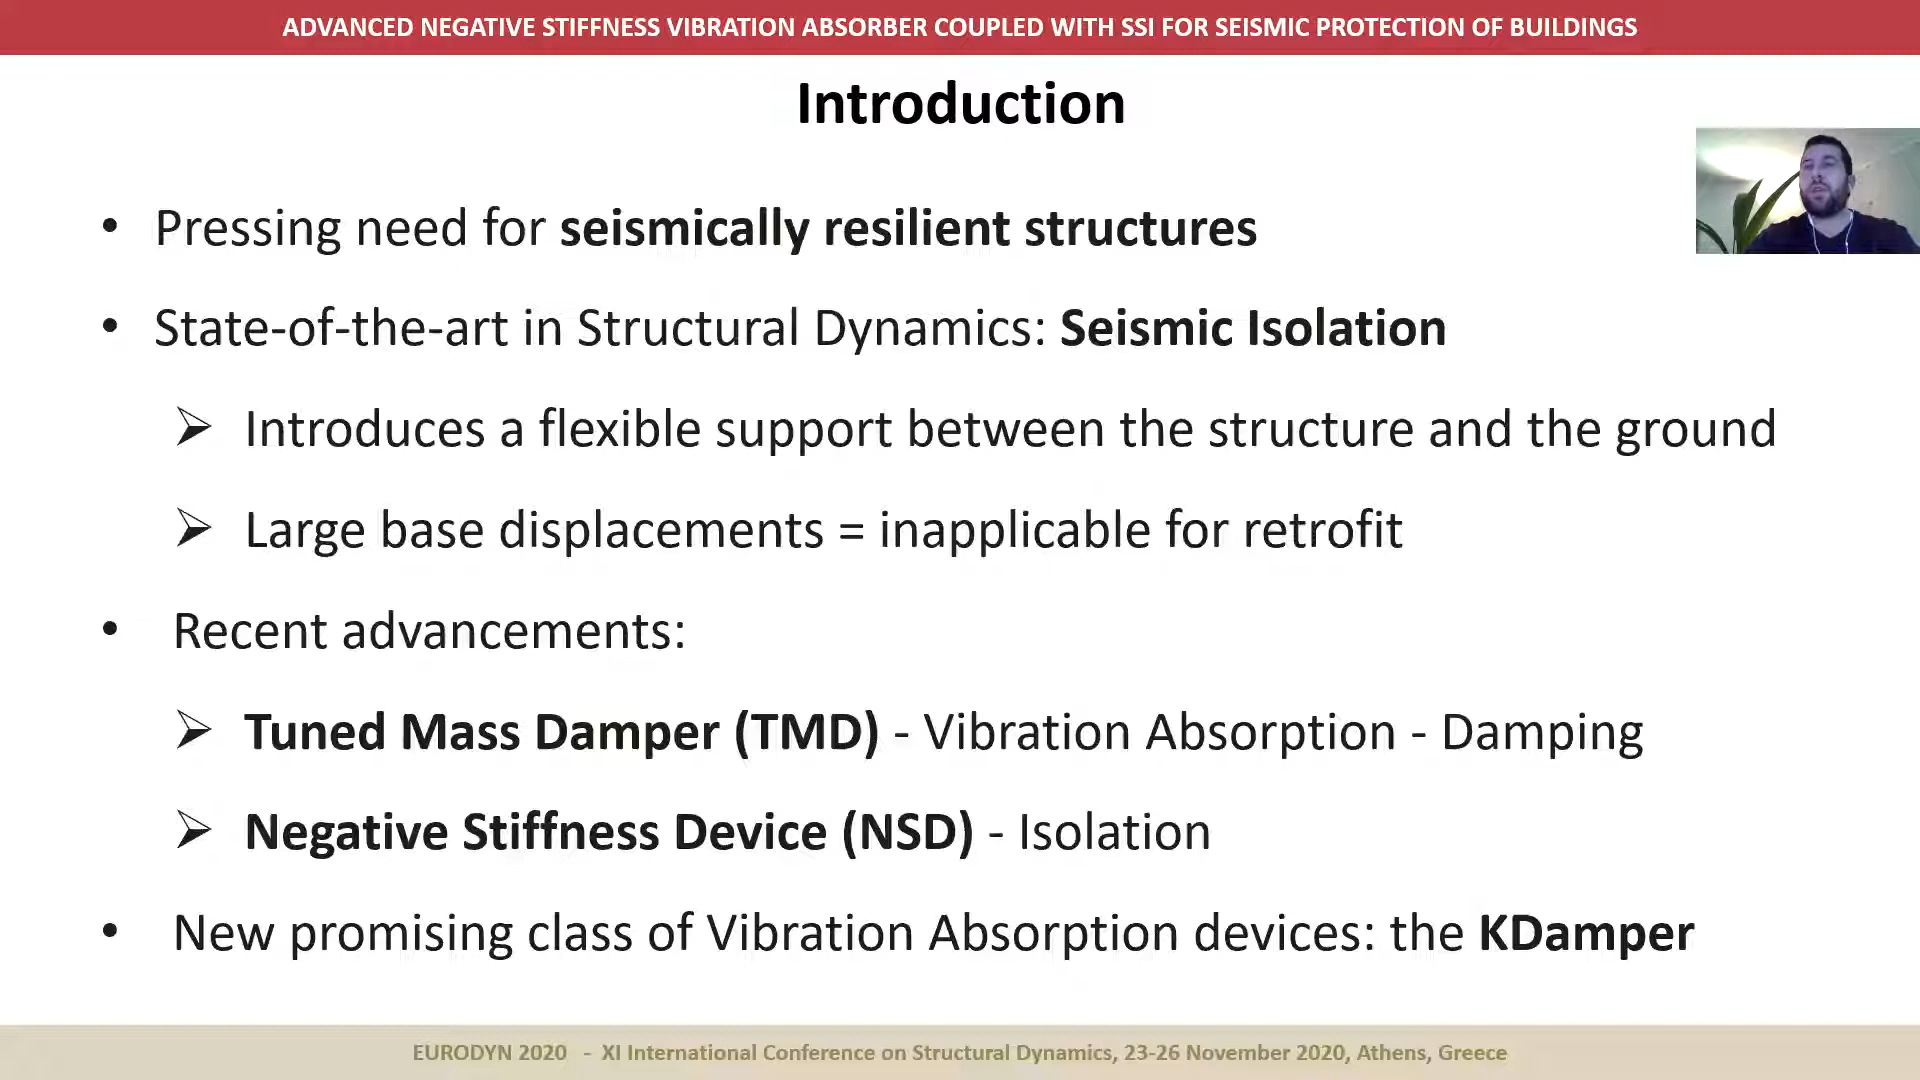 ADVANCED NEGATIVE STIFFNESS VIBRATION ABSORBER COUPLED WITH SSI FOR SEISMIC PROTECTION OF BUILDINGS
Introduction
• Pressing need for seismically resilient structures
• State-of-the-art in Structural Dynamics: Seismic Isolation
➢ Introduces a flexible support between the structure and the ground
➢ Large base displacements = inapplicable for retrofit
• Recent advancements:
➢ Tuned Mass Damper (TMD) - Vibration Absorption - Damping
➢ Negative Stiffness Device (NSD) - Isolation
• New promising class of Vibration Absorption devices: the KDamper
EURODYN 2020 - XI International Conference on Structural Dynamics, 23-26 November 2020, Athens, Greece